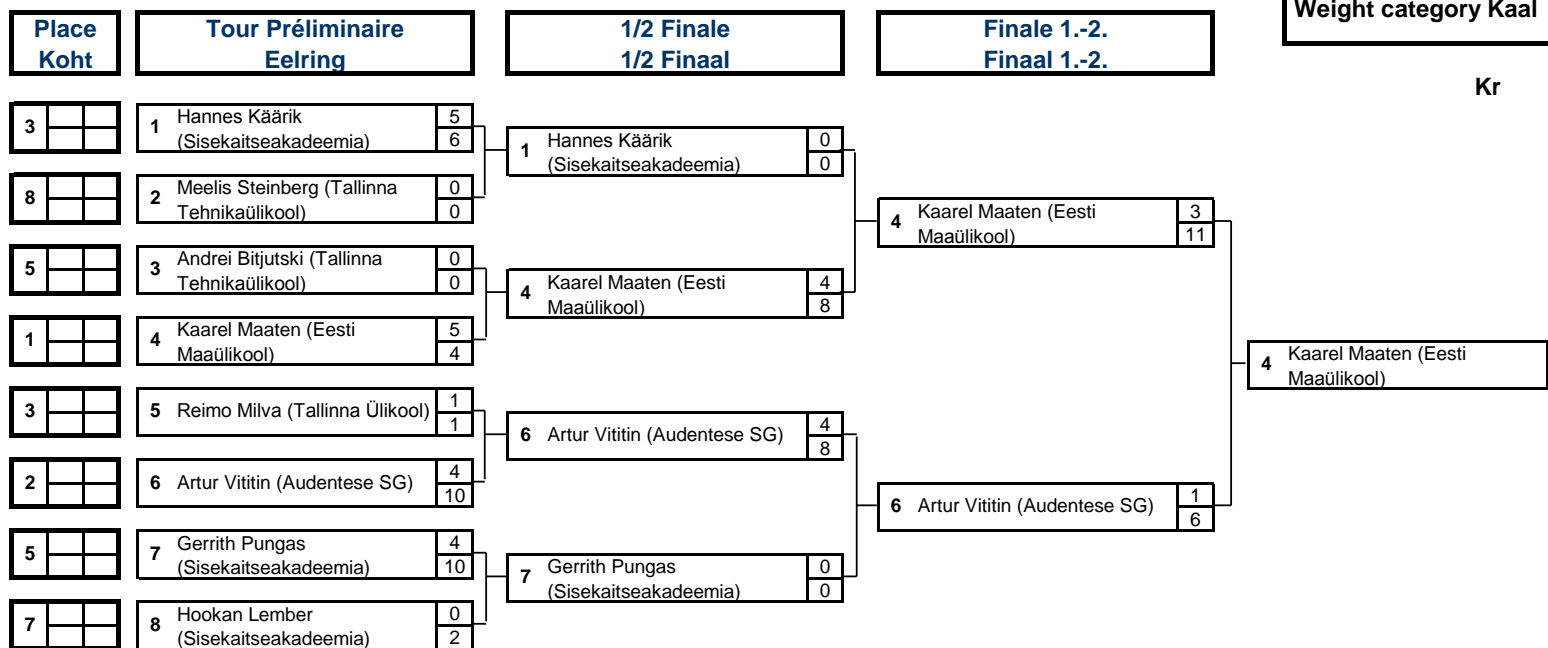 Weight category Kaal
Place
Koht
Tour Préliminaire
Eelring
1/2 Finale
1/2 Finaal
Finale 1.-2.
Finaal 1.-2.
Kr
3
1
Hannes Käärik
(Sisekaitseakadeemia)
5
6
8
2
Meelis Steinberg (Tallinna
Tehnikaülikool)
0
0
5
3
Andrei Bitjutski (Tallinna
Tehnikaülikool)
0
0
1
4
Kaarel Maaten (Eesti
Maaülikool)
5
4
3
5
Reimo Milva (Tallinna Ülikool)
1
1
2
6
Artur Vititin (Audentese SG)
4
10
5
7
Gerrith Pungas
(Sisekaitseakadeemia)
4
10
7
8
Hookan Lember
(Sisekaitseakadeemia)
0
2
1
Hannes Käärik
(Sisekaitseakadeemia)
0
0
4
Kaarel Maaten (Eesti
Maaülikool)
4
8
6
Artur Vititin (Audentese SG)
4
8
7
Gerrith Pungas
(Sisekaitseakadeemia)
0
0
4
Kaarel Maaten (Eesti
Maaülikool)
3
11
6
Artur Vititin (Audentese SG)
1
6
4
Kaarel Maaten (Eesti
Maaülikool)